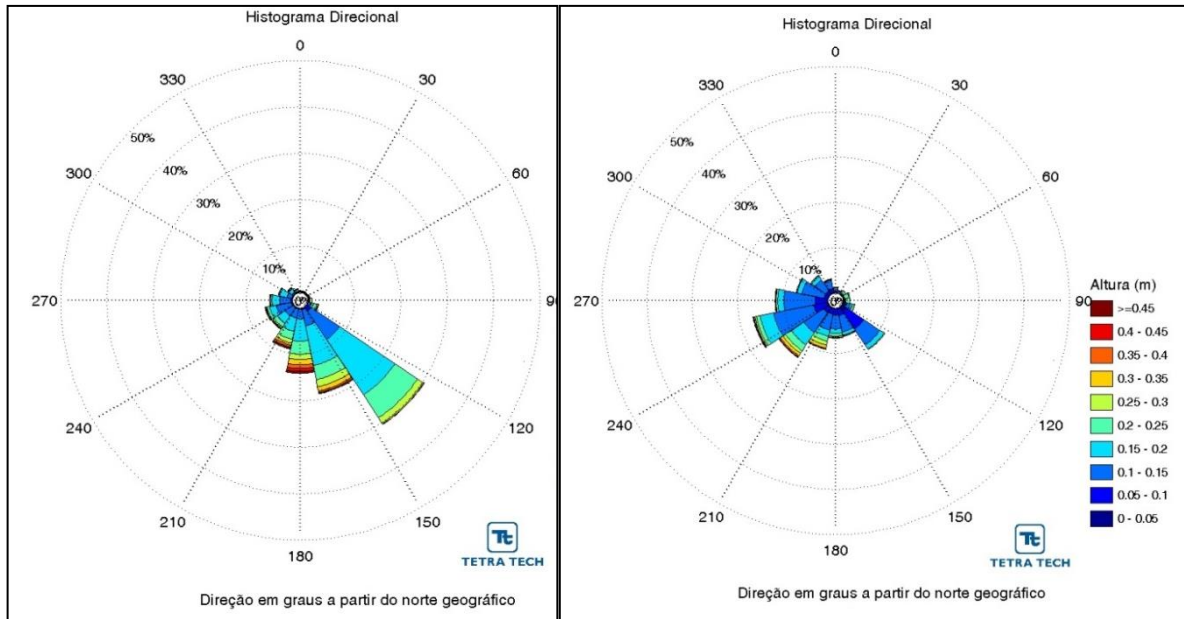 Histograma Direcional
0
330
30
50%
300
40%
60
30%
20%
10%
0%
270
90
240
120
210
150
180
Tt
TETRA TECH
Direção em graus a partir do norte geográfico
Histograma Direcional
0
330
30
50%
300
40%
60
30%
20%
10%
0%
270
90
240
120
210
150
180
Altura (m)
>=0.45
0.4 - 0.45
0.35 - 0.4
0.3 - 0.35
0.25 - 0.3
0.2 - 0.25
0.15 - 0.2
0.1 - 0.15
0.05 - 0.1
0 - 0.05
Tt
TETRA TECH
Direção em graus a partir do norte geográfico